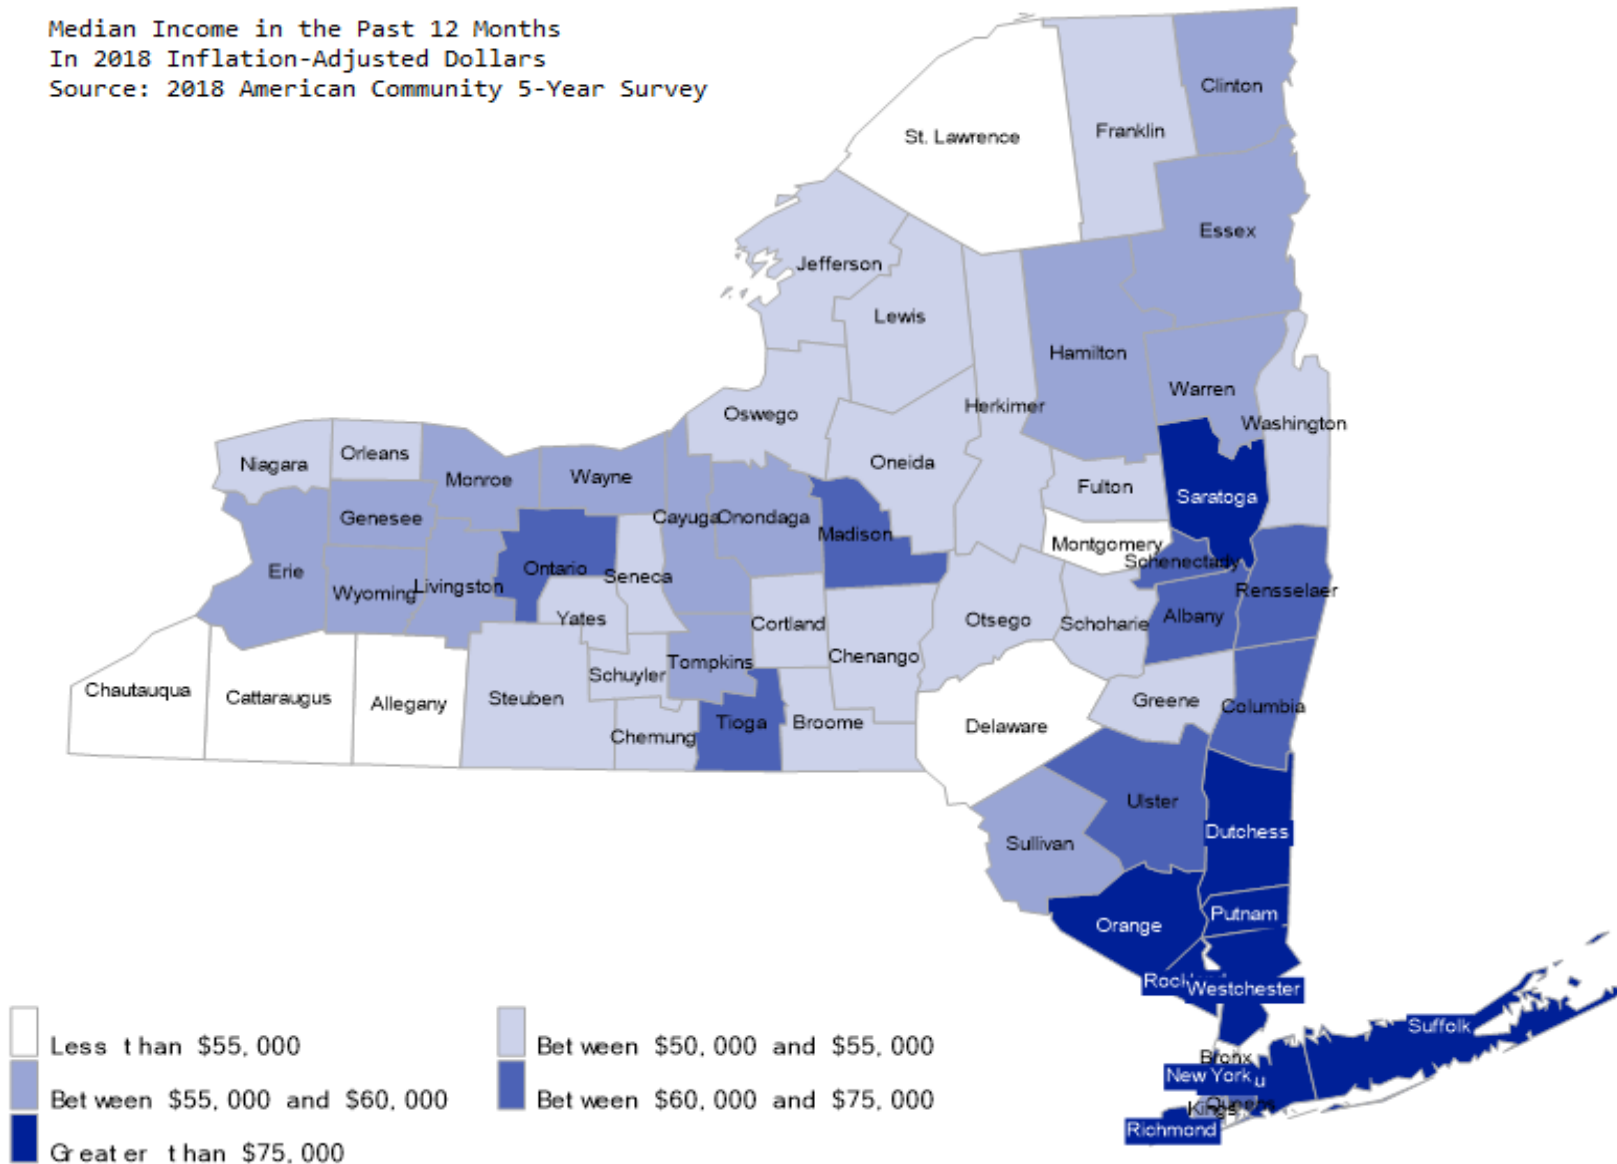 Median Income in the Past 12 Months
In 2018 Inflation-Adjusted Dollars
Source: 2018 American Community 5-Year Survey
Clinton
Franklin
St. Lawrence
Essex
Jefferson
Lewis
Hamilton
Warren
Herkimer
Oswego
Washington
Orleans
Niagara
Oneida
Wayne
Monroe
Fulton
Saratoga
Genesee
Cayuga
Onondaga
Madison
Montgomery
Schenectady
Erie
Ontario
Seneca
Livingston
Wyoming
Rensselaer
Albany
Yates
Cortland
Otsego
Schoharie
Chenango
Tompkins
Schuyler
Chautauqua
Cattaraugus
Allegany
Steuben
Greene
Columbia
Tioga
Broome
Delaware
Chemung
Ulster
Dutchess
Sullivan
Putnam
Orange
Westchester
Suffolk
Bronx
New York
Queens
Kings
Richmond
Less than $55,000
Between $50,000 and $55,000
Between $55,000 and $60,000
Between $60,000 and $75,000
Greater than $75,000